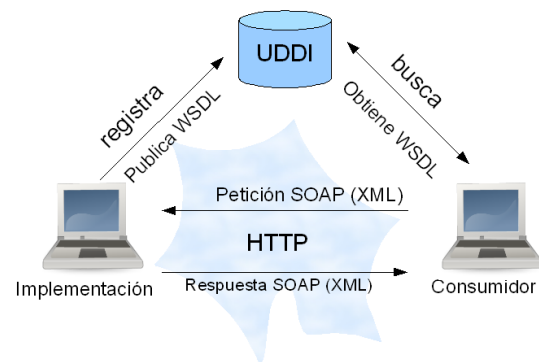 UDDI
registra
Publica WSDL
busca
Obtiene WSDL
Petición SOAP (XML)
HTTP
Respuesta SOAP (XML)
Implementación
Consumidor